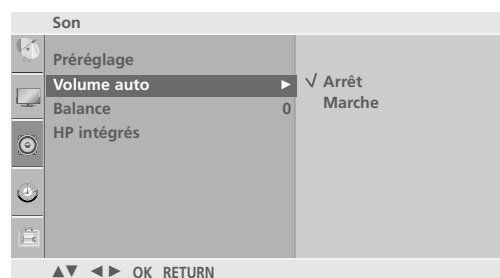 Son
Préréglage
Volume auto ► √ Arrêt
Marche
Balance 0
HP intégrés
▲▼ ◄► OK RETURN